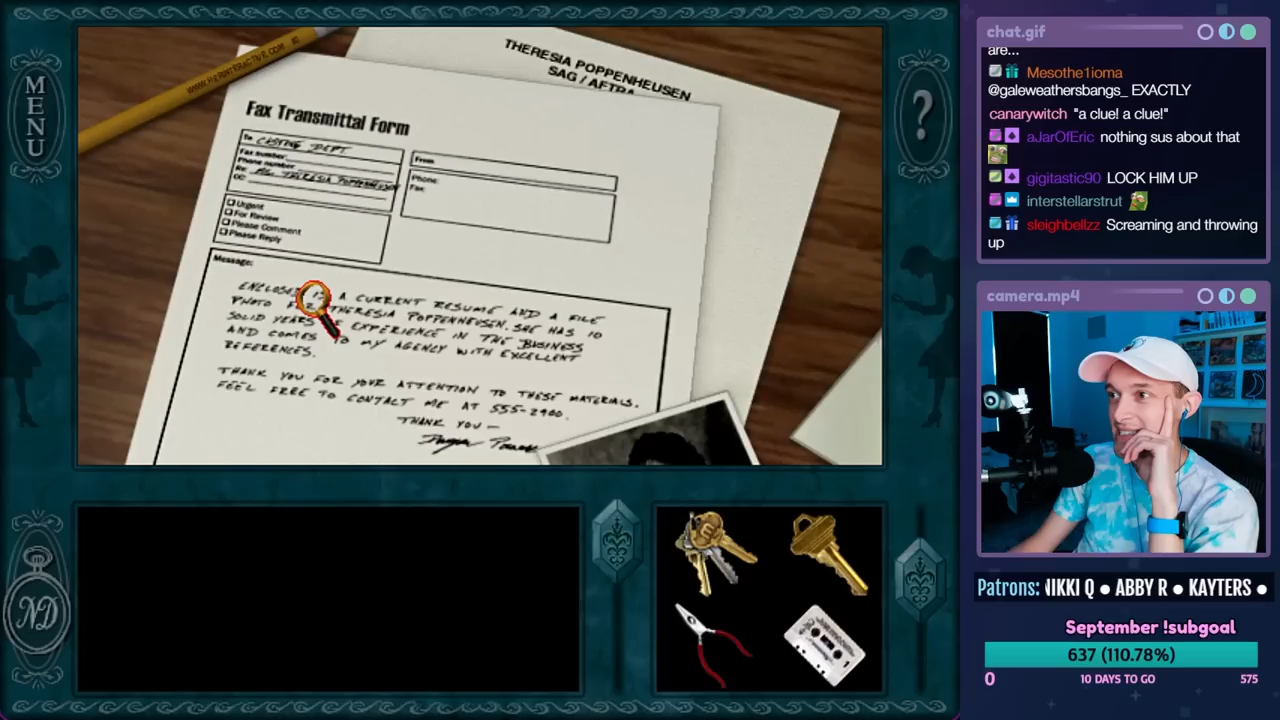 MENU
WWW.HERINTERACTIVE.COM
THERESIA POPPENHEUSEN
SAG / AFTRA
Fax Transmittal Form
To CASTING DEPT
Fax number:
Phone number:
Re: MS. THERESIA POPPENHEUSEN
CC:
From
Phone:
Fax:
Urgent
For Review
Please Comment
Please Reply
Message:
ENCLOSED IS A CURRENT RESUME AND A FILE
PHOTO FOR THERESIA POPPENHEUSEN. SHE HAS 10
SOLID YEARS OF EXPERIENCE IN THE BUSINESS
AND COMES TO MY AGENCY WITH EXCELLENT
REFERENCES.
THANK YOU FOR YOUR ATTENTION TO THESE MATERIALS.
FEEL FREE TO CONTACT ME AT 555-2400.
THANK YOU —
?
ND
E
chat.gif
are...
Mesothe1ioma
@galeweathersbangs_ EXACTLY
canarywitch "a clue! a clue!"
aJarOfEric nothing sus about that
gigitastic90 LOCK HIM UP
interstellarstrut
sleighbellzz Screaming and throwing
up
camera.mp4
Patrons: NIKKI Q ● ABBY R ● KAYTERS ●
September !subgoal
637 (110.78%)
0 10 DAYS TO GO 575